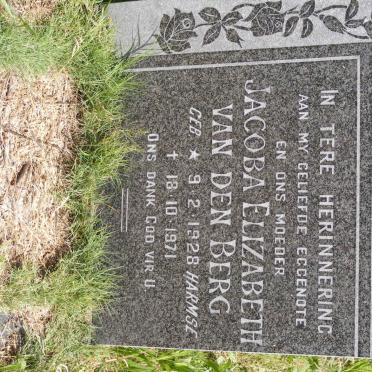 IN TERE HERINNERING
AAN MY GELIEFDE EGGENOTE
EN ONS MOEDER
JACOBA ELIZABETH
VAN DEN BERG
GEB ★ 9·2·1928 HARMSE
✝ 18·10·1971
ONS DANK GOD VIR U.